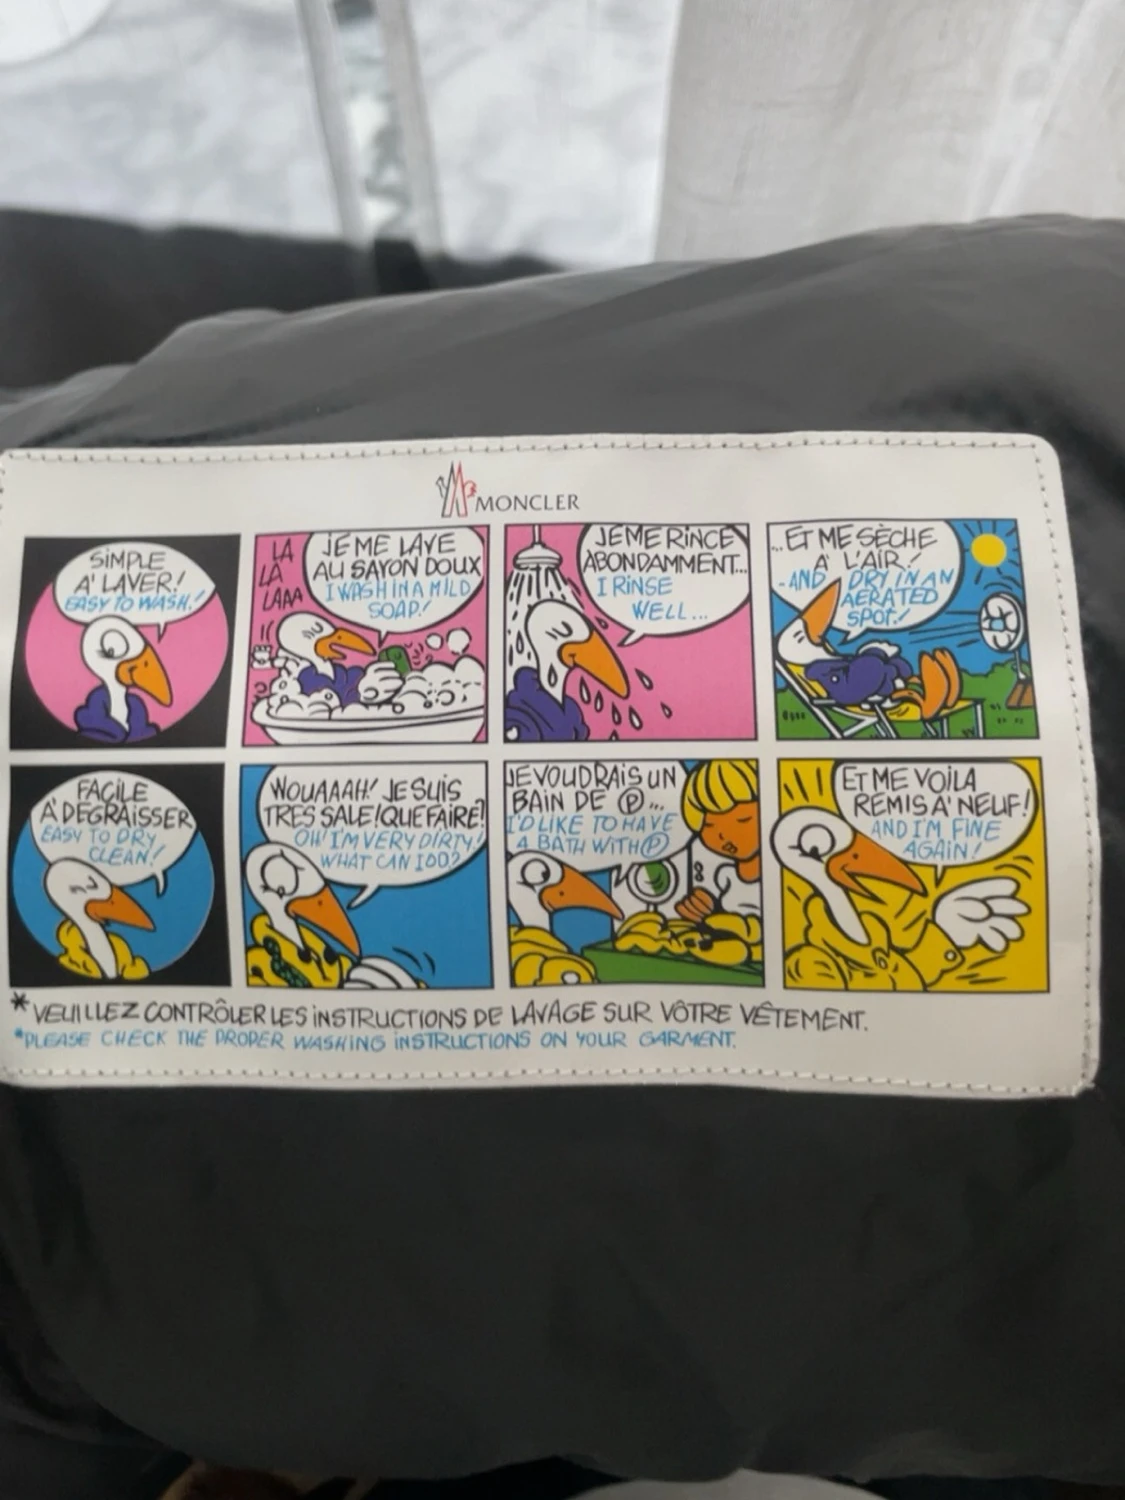 MONCLER
SIMPLE
A' LAVER!
EASY TO WASH!
LA
LA
LAAA
JE ME LAVE
AU SAVON DOUX
I WASH IN A MILD
SOAP!
JE ME RINCE
ABONDAMMENT...
I RINSE
WELL...
...ET ME SÈCHE
A' L'AIR!
-AND DRY IN AN
AERATED
SPOT!
FACILE
A' DEGRAISSER
EASY TO DRY
CLEAN!
WOUAAAH! JE SUIS
TRES SALE! QUE FAIRE?
OH! I'M VERY DIRTY!
WHAT CAN I DO?
JE VOUDRAIS UN
BAIN DE Ⓟ...
I'D LIKE TO HAVE
A BATH WITH Ⓟ
ET ME VOILA
REMIS A' NEUF!
AND I'M FINE
AGAIN!
*VEUILLEZ CONTRÔLER LES INSTRUCTIONS DE LAVAGE SUR VÔTRE VÊTEMENT.
*PLEASE CHECK THE PROPER WASHING INSTRUCTIONS ON YOUR GARMENT.